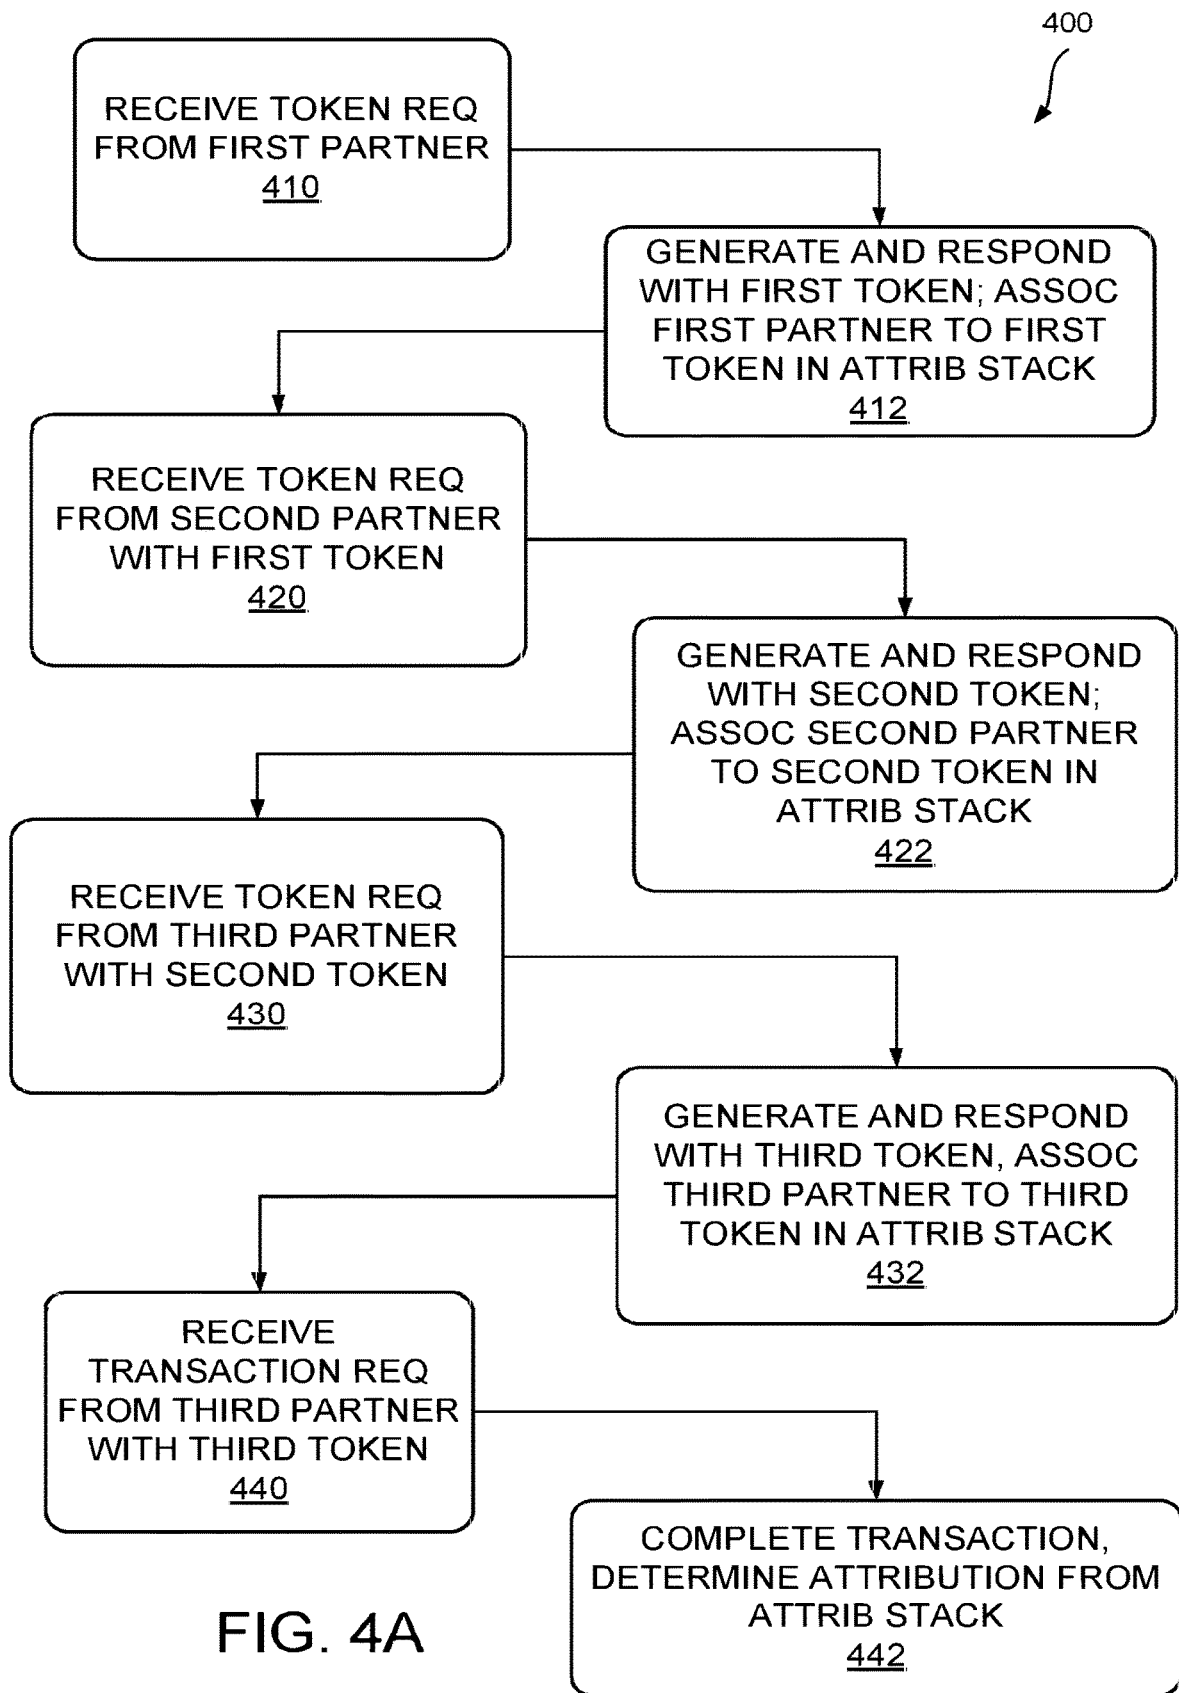 400
RECEIVE TOKEN REQ
FROM FIRST PARTNER
410
GENERATE AND RESPOND
WITH FIRST TOKEN; ASSOC
FIRST PARTNER TO FIRST
TOKEN IN ATTRIB STACK
412
RECEIVE TOKEN REQ
FROM SECOND PARTNER
WITH FIRST TOKEN
420
GENERATE AND RESPOND
WITH SECOND TOKEN;
ASSOC SECOND PARTNER
TO SECOND TOKEN IN
ATTRIB STACK
422
RECEIVE TOKEN REQ
FROM THIRD PARTNER
WITH SECOND TOKEN
430
GENERATE AND RESPOND
WITH THIRD TOKEN, ASSOC
THIRD PARTNER TO THIRD
TOKEN IN ATTRIB STACK
432
RECEIVE
TRANSACTION REQ
FROM THIRD PARTNER
WITH THIRD TOKEN
440
COMPLETE TRANSACTION,
DETERMINE ATTRIBUTION FROM
ATTRIB STACK
442
FIG. 4A